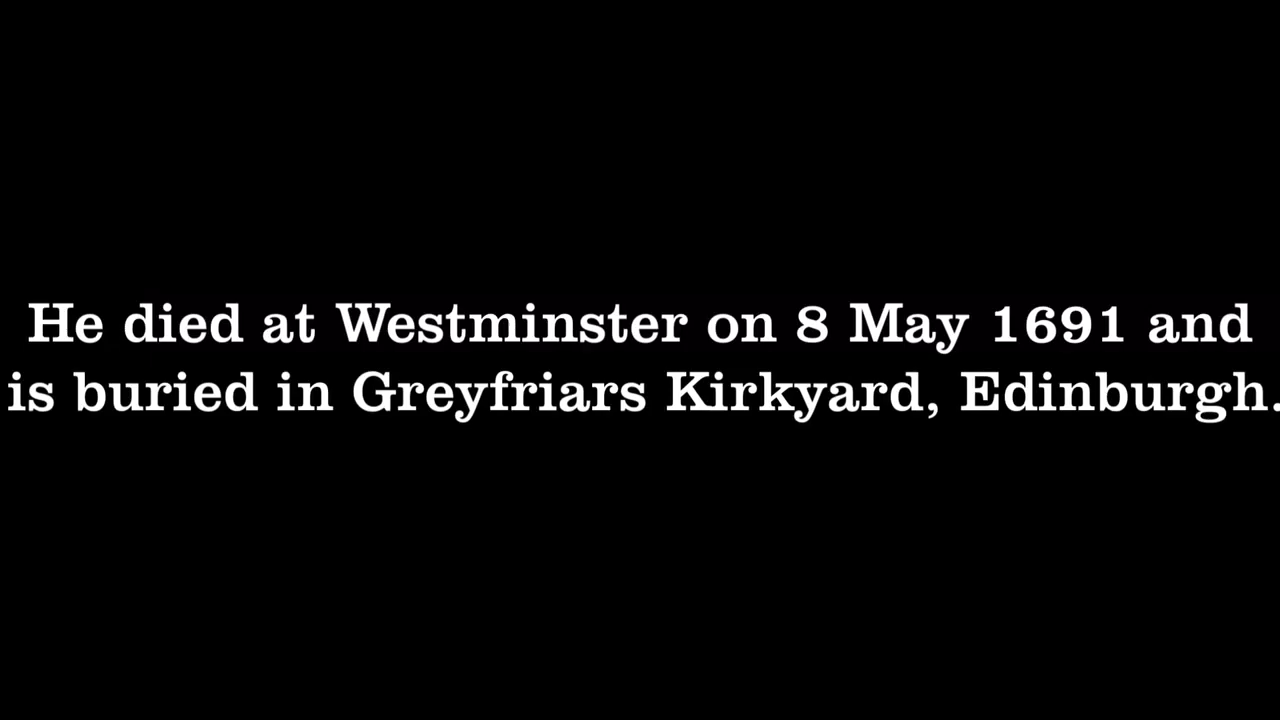 He died at Westminster on 8 May 1691 and
is buried in Greyfriars Kirkyard, Edinburgh.